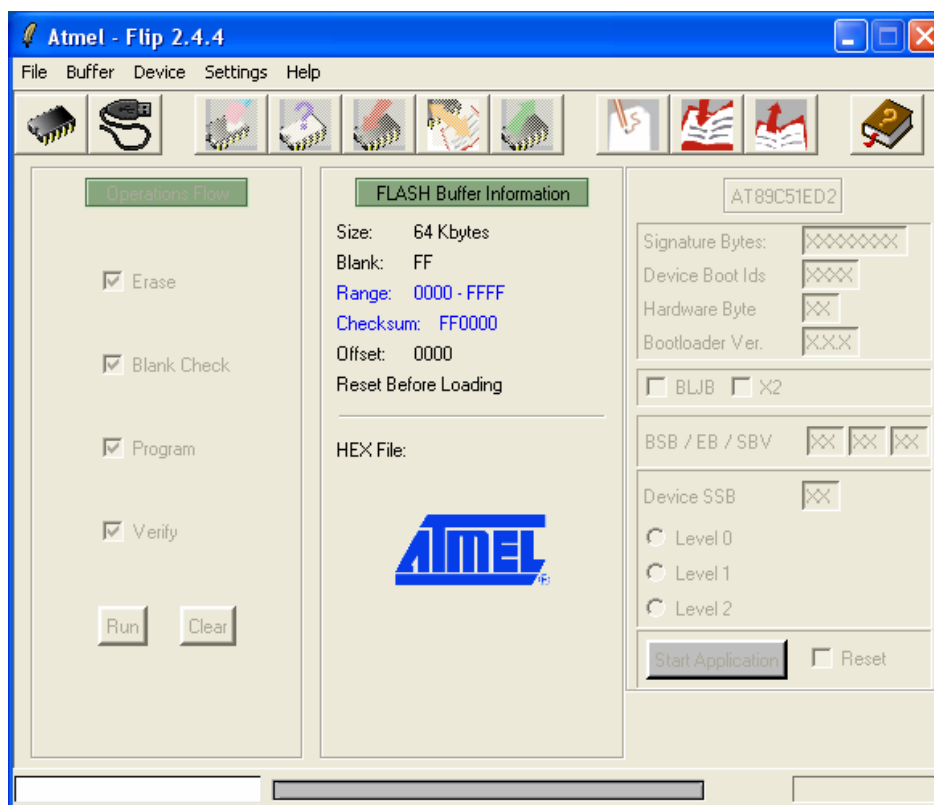 Atmel - Flip 2.4.4
File Buffer Device Settings Help
Operations Flow
Erase
Blank Check
Program
Verify
Run Clear
FLASH Buffer Information
Size: 64 Kbytes
Blank: FF
Range: 0000 - FFFF
Checksum: FF0000
Offset: 0000
Reset Before Loading
HEX File:
ATMEL®
AT89C51ED2
Signature Bytes: XXXXXXXX
Device Boot Ids XXXX
Hardware Byte XX
Bootloader Ver. X.X.X
BLJB X2
BSB / EB / SBV XX XX XX
Device SSB XX
Level 0
Level 1
Level 2
Start Application Reset